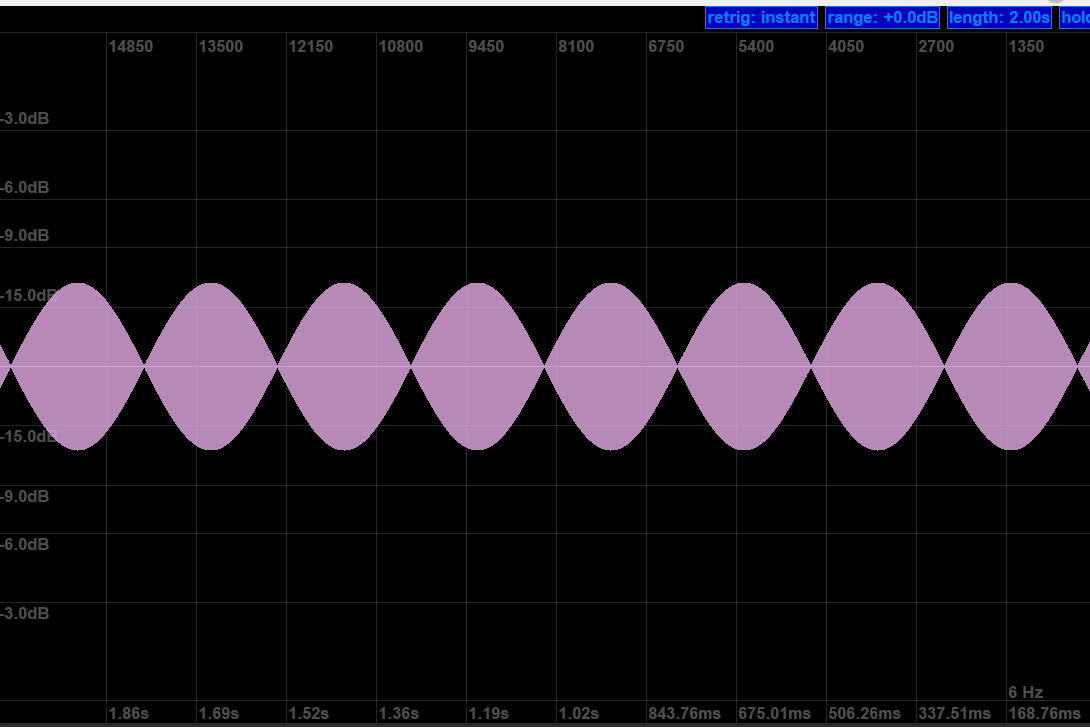 retrig: instant range: +0.0dB length: 2.00s hold
14850 13500 12150 10800 9450 8100 6750 5400 4050 2700 1350
-3.0dB
-6.0dB
-9.0dB
-15.0dB
-15.0dB
-9.0dB
-6.0dB
-3.0dB
6 Hz
1.86s 1.69s 1.52s 1.36s 1.19s 1.02s 843.76ms 675.01ms 506.26ms 337.51ms 168.76ms